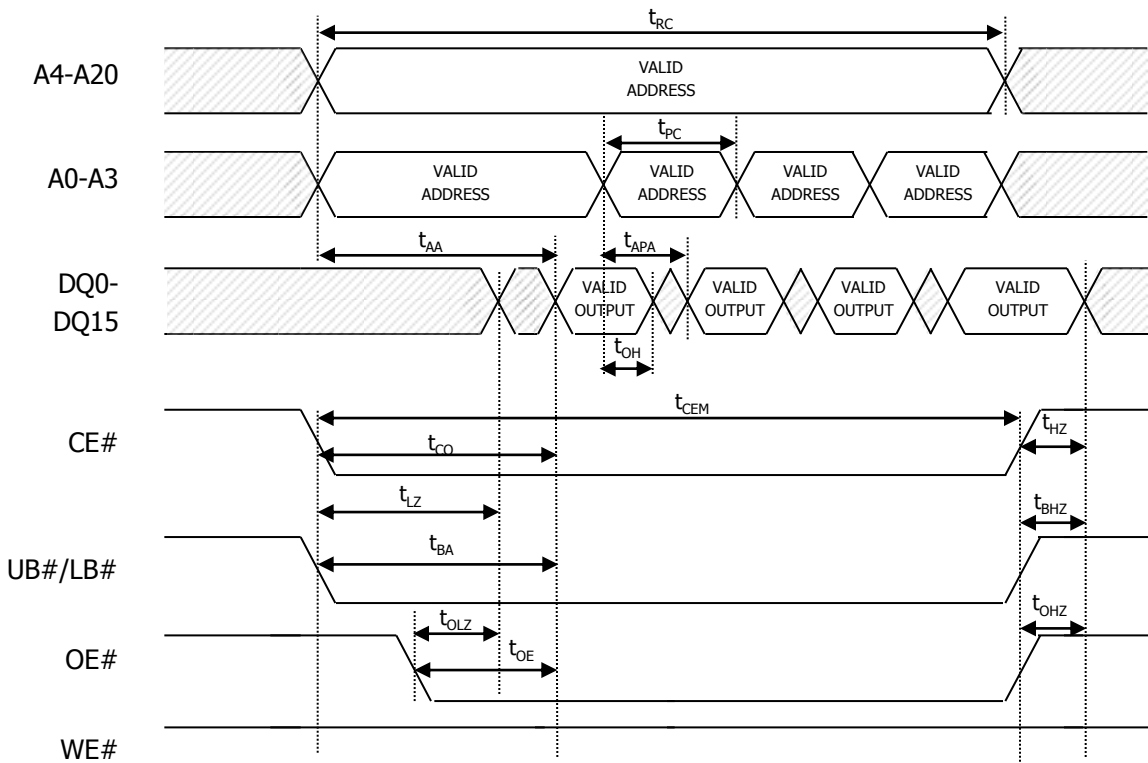 tRC
A4-A20
VALID
ADDRESS
tPC
A0-A3
VALID
ADDRESS
VALID
ADDRESS
VALID
ADDRESS
VALID
ADDRESS
tAA
tAPA
DQ0-
DQ15
VALID
OUTPUT
VALID
OUTPUT
VALID
OUTPUT
VALID
OUTPUT
tOH
tCEM
CE#
tHZ
tCO
tLZ
tBHZ
UB#/LB#
tBA
tOLZ
tOHZ
OE#
tOE
WE#